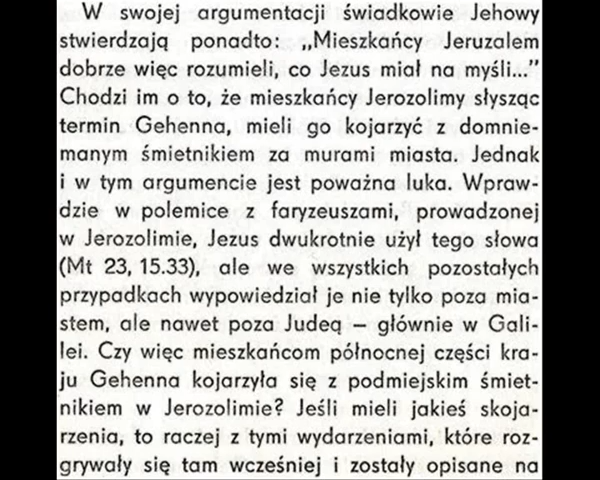 W swojej argumentacji świadkowie Jehowy
stwierdzają ponadto: „Mieszkańcy Jeruzalem
dobrze więc rozumieli, co Jezus miał na myśli..."
Chodzi im o to, że mieszkańcy Jerozolimy słysząc
termin Gehenna, mieli go kojarzyć z domnie-
manym śmietnikiem za murami miasta. Jednak
i w tym argumencie jest poważna luka. Wpraw-
dzie w polemice z faryzeuszami, prowadzonej
w Jerozolimie, Jezus dwukrotnie użył tego słowa
(Mt 23, 15.33), ale we wszystkich pozostałych
przypadkach wypowiedział je nie tylko poza mia-
stem, ale nawet poza Judeą – głównie w Gali-
lei. Czy więc mieszkańcom północnej części kra-
ju Gehenna kojarzyła się z podmiejskim śmiet-
nikiem w Jerozolimie? Jeśli mieli jakieś skoja-
rzenia, to raczej z tymi wydarzeniami, które roz-
grywały się tam wcześniej i zostały opisane na